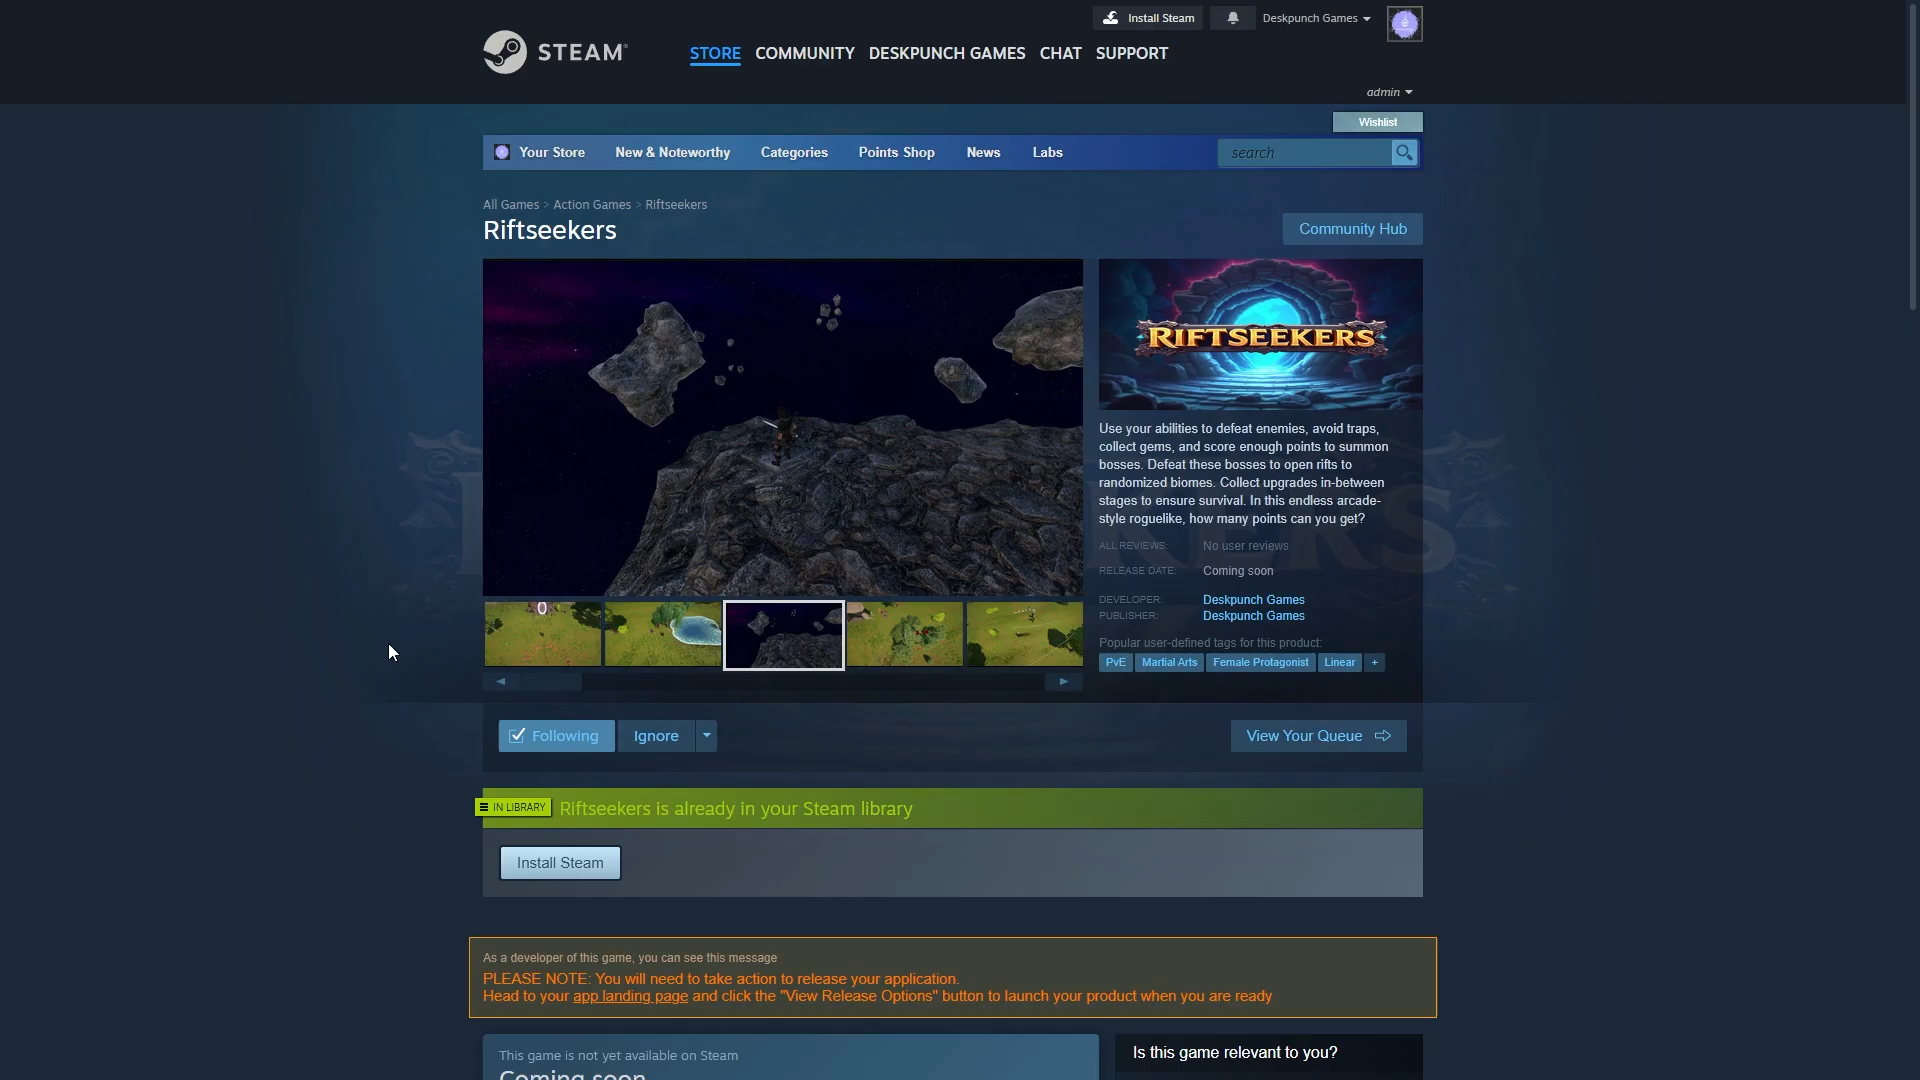 Install Steam
Deskpunch Games
STEAM
STORE COMMUNITY DESKPUNCH GAMES CHAT SUPPORT
admin
Wishlist
Your Store New & Noteworthy Categories Points Shop News Labs
search
All Games > Action Games > Riftseekers
Riftseekers
Community Hub
RIFTSEEKERS
Use your abilities to defeat enemies, avoid traps,
collect gems, and score enough points to summon
bosses. Defeat these bosses to open rifts to
randomized biomes. Collect upgrades in-between
stages to ensure survival. In this endless arcade-
style roguelike, how many points can you get?
ALL REVIEWS: No user reviews
RELEASE DATE: Coming soon
DEVELOPER: Deskpunch Games
PUBLISHER: Deskpunch Games
Popular user-defined tags for this product:
PvE Martial Arts Female Protagonist Linear +
0
Following Ignore
View Your Queue
IN LIBRARY Riftseekers is already in your Steam library
Install Steam
As a developer of this game, you can see this message
PLEASE NOTE: You will need to take action to release your application.
Head to your app landing page and click the "View Release Options" button to launch your product when you are ready
This game is not yet available on Steam
Coming soon
Is this game relevant to you?